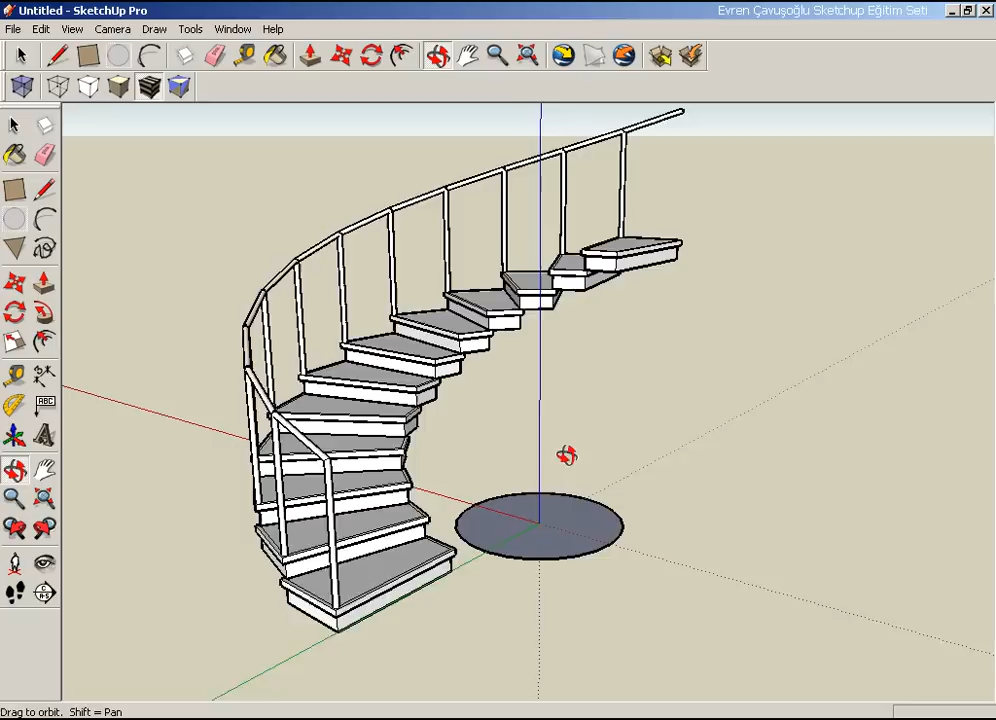 Untitled - SketchUp Pro
Evren Çavuşoğlu Sketchup Eğitim Seti
File Edit View Camera Draw Tools Window Help
ABC
Drag to orbit. Shift = Pan